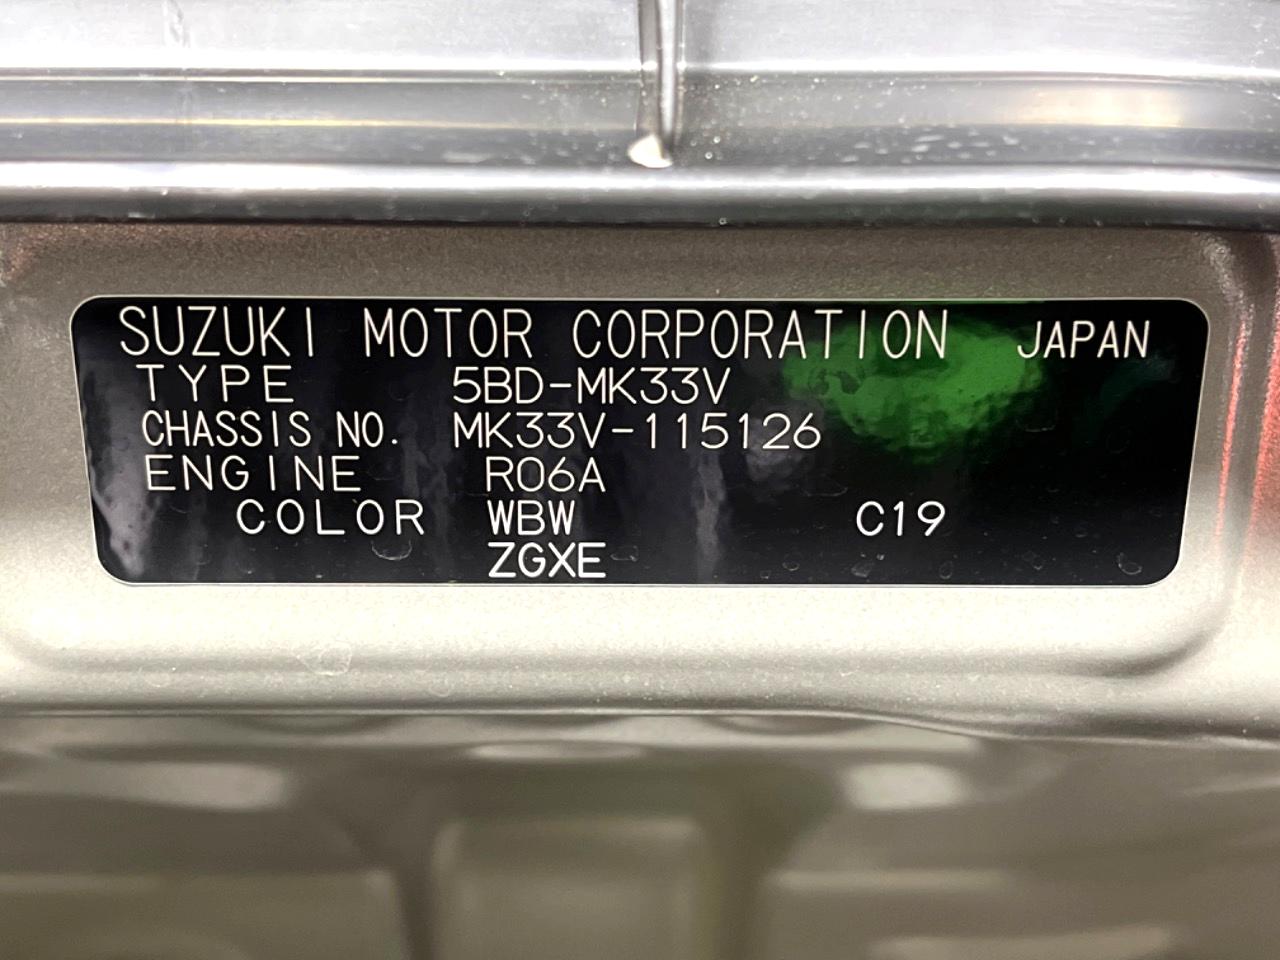 SUZUKI MOTOR CORPORATION JAPAN
TYPE 5BD-MK33V
CHASSIS NO. MK33V-115126
ENGINE R06A
COLOR WBW C19
ZGXE